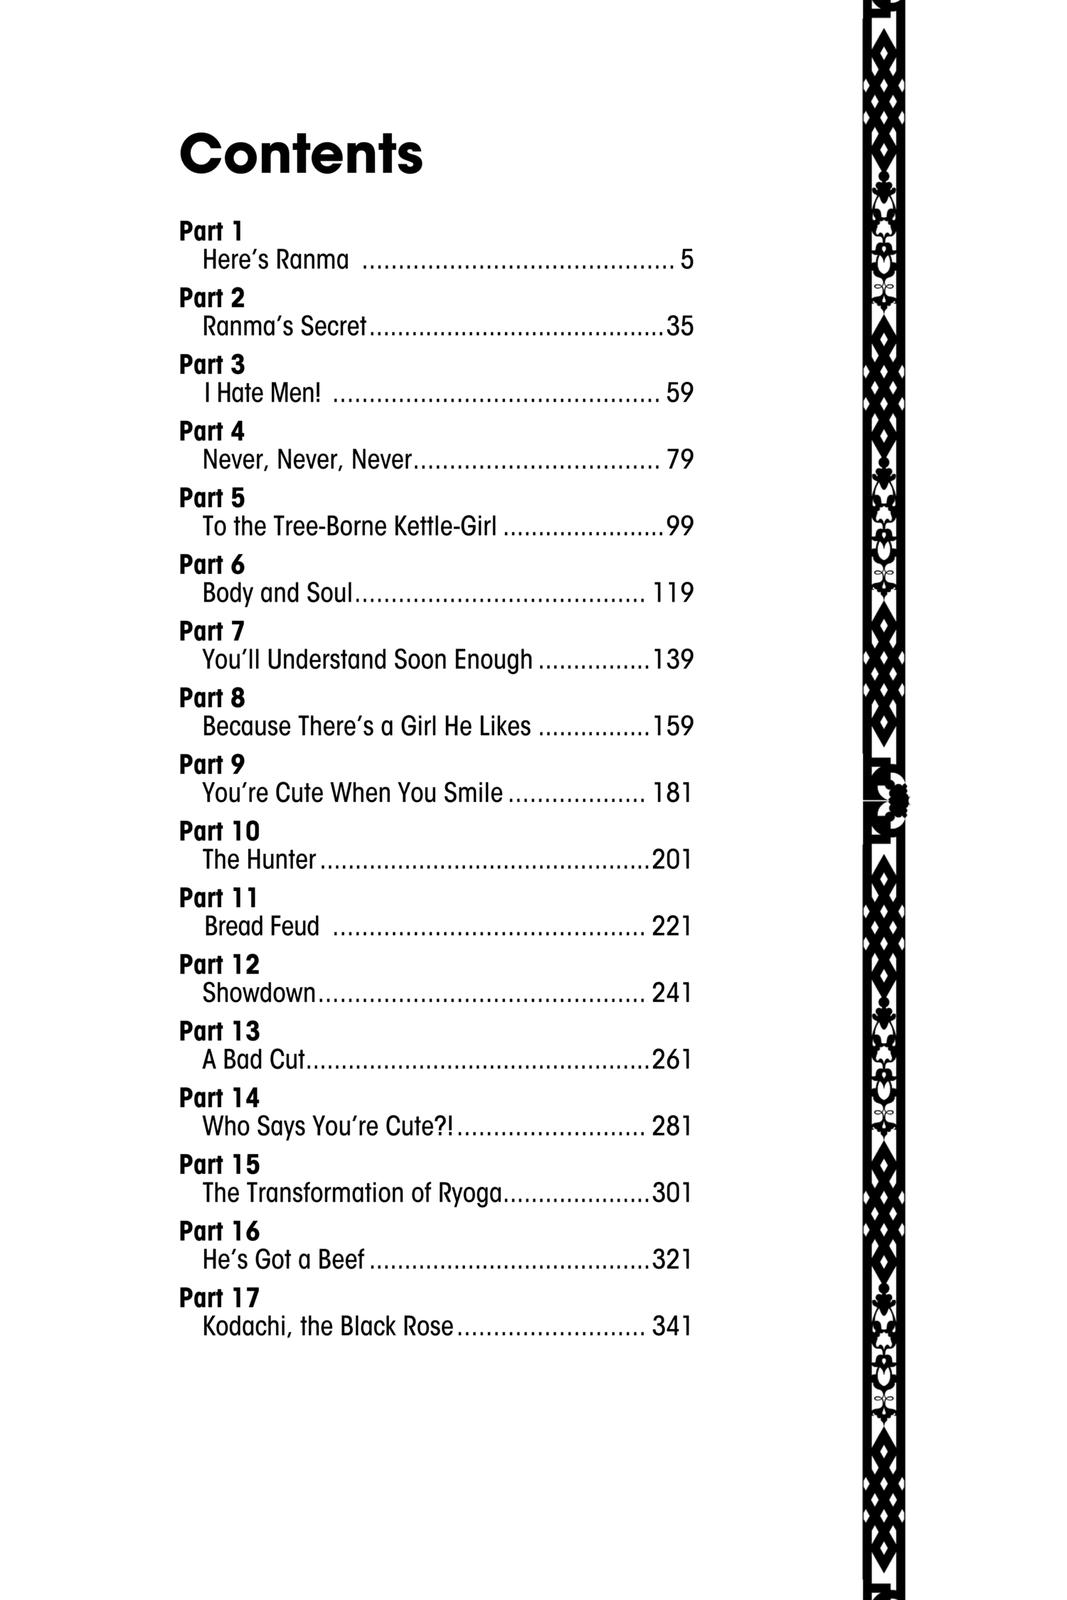 Contents
Part 1
Here’s Ranma ........................................... 5
Part 2
Ranma’s Secret.........................................35
Part 3
I Hate Men! ............................................. 59
Part 4
Never, Never, Never.................................. 79
Part 5
To the Tree-Borne Kettle-Girl ......................99
Part 6
Body and Soul........................................ 119
Part 7
You’ll Understand Soon Enough ...............139
Part 8
Because There’s a Girl He Likes ...............159
Part 9
You’re Cute When You Smile ................... 181
Part 10
The Hunter..............................................201
Part 11
Bread Feud ........................................... 221
Part 12
Showdown............................................. 241
Part 13
A Bad Cut...............................................261
Part 14
Who Says You’re Cute?!.......................... 281
Part 15
The Transformation of Ryoga....................301
Part 16
He’s Got a Beef.......................................321
Part 17
Kodachi, the Black Rose.......................... 341